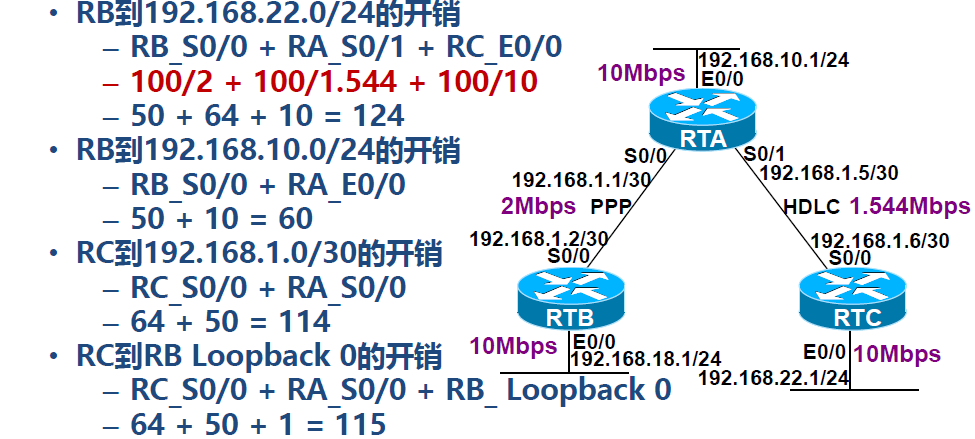 • RB到192.168.22.0/24的开销
– RB_S0/0 + RA_S0/1 + RC_E0/0
– 100/2 + 100/1.544 + 100/10
– 50 + 64 + 10 = 124
• RB到192.168.10.0/24的开销
– RB_S0/0 + RA_E0/0
– 50 + 10 = 60
• RC到192.168.1.0/30的开销
– RC_S0/0 + RA_S0/0
– 64 + 50 = 114
• RC到RB Loopback 0的开销
– RC_S0/0 + RA_S0/0 + RB_ Loopback 0
– 64 + 50 + 1 = 115
192.168.10.1/24
10Mbps
E0/0
RTA
S0/0
S0/1
192.168.1.1/30
192.168.1.5/30
2Mbps PPP
HDLC 1.544Mbps
192.168.1.2/30
192.168.1.6/30
S0/0
S0/0
RTB
RTC
10Mbps
E0/0
192.168.18.1/24
E0/0
10Mbps
192.168.22.1/24